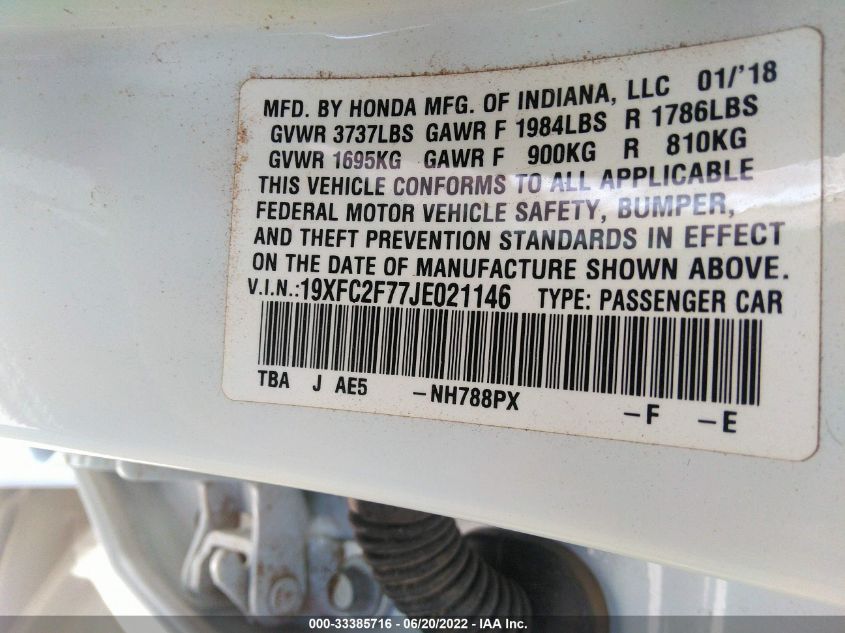 MFD. BY HONDA MFG. OF INDIANA, LLC 01/'18
GVWR 3737LBS GAWR F 1984LBS R 1786LBS
GVWR 1695KG GAWR F 900KG R 810KG
THIS VEHICLE CONFORMS TO ALL APPLICABLE
FEDERAL MOTOR VEHICLE SAFETY, BUMPER,
AND THEFT PREVENTION STANDARDS IN EFFECT
ON THE DATE OF MANUFACTURE SHOWN ABOVE.
V.I.N.:19XFC2F77JE021146 TYPE: PASSENGER CAR
TBA J AE5 -NH788PX -F -E
000-33385716 - 06/20/2022 - IAA Inc.